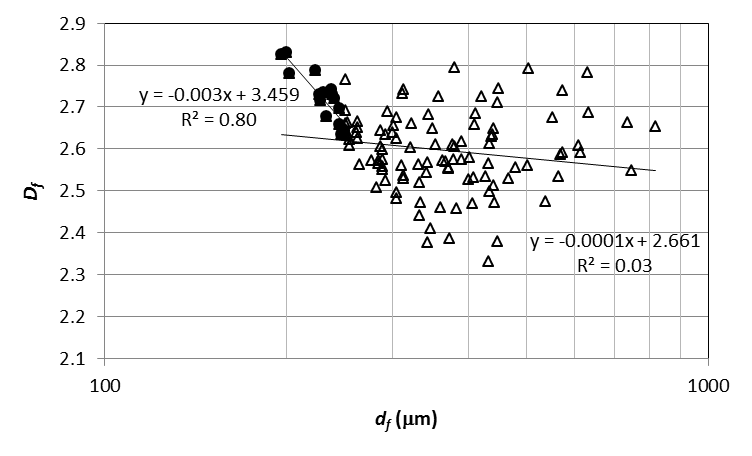 2.9
2.8
2.7
2.6
2.5
2.4
2.3
2.2
2.1
D_f
y = -0.003x + 3.459
R² = 0.80
y = -0.0001x + 2.661
R² = 0.03
100
1000
d_f (μm)